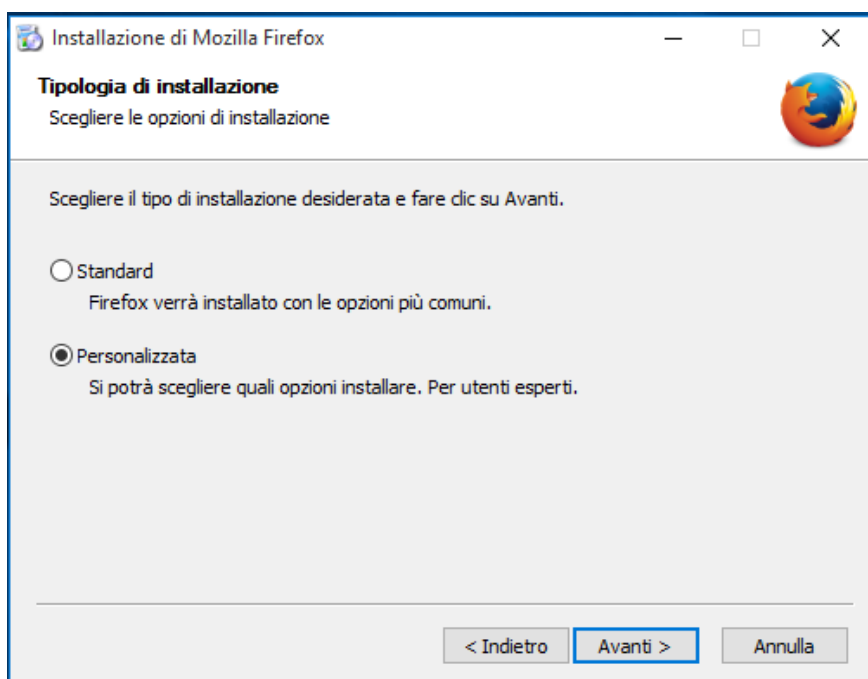 Installazione di Mozilla Firefox
Tipologia di installazione
Scegliere le opzioni di installazione
Scegliere il tipo di installazione desiderata e fare clic su Avanti.
Standard
Firefox verrà installato con le opzioni più comuni.
Personalizzata
Si potrà scegliere quali opzioni installare. Per utenti esperti.
< Indietro Avanti > Annulla